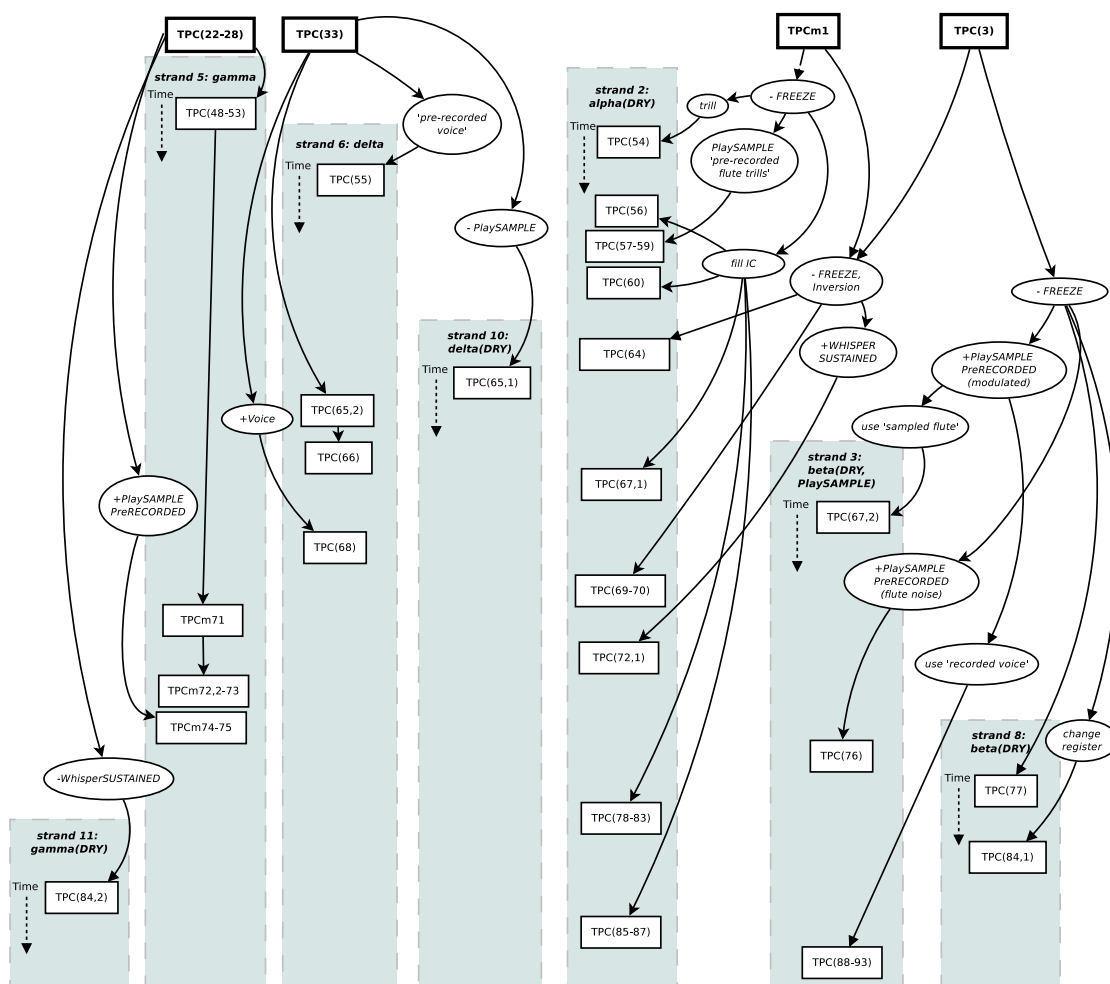 TPC(22-28)
TPC(33)
TPCm1
TPC(3)
strand 5: gamma
Time
TPC(48-53)
'pre-recorded
voice'
strand 6: delta
Time
TPC(55)
- PlaySAMPLE
strand 2:
alpha(DRY)
Time
TPC(54)
trill
- FREEZE
PlaySAMPLE
'pre-recorded
flute trills'
TPC(56)
TPC(57-59)
TPC(60)
fill IC
- FREEZE,
Inversion
- FREEZE
TPC(64)
+WHISPER
SUSTAINED
+PlaySAMPLE
PreRECORDED
(modulated)
strand 10:
delta(DRY)
Time
TPC(65,1)
+Voice
TPC(65,2)
TPC(66)
use 'sampled flute'
strand 3:
beta(DRY,
PlaySAMPLE)
Time
TPC(67,1)
TPC(67,2)
+PlaySAMPLE
PreRECORDED
TPC(68)
+PlaySAMPLE
PreRECORDED
(flute noise)
TPC(69-70)
TPCm71
TPC(72,1)
use 'recorded voice'
TPCm72,2-73
TPCm74-75
strand 8:
beta(DRY)
change
register
TPC(76)
-WhisperSUSTAINED
Time
TPC(77)
TPC(78-83)
strand 11:
gamma(DRY)
Time
TPC(84,2)
TPC(84,1)
TPC(85-87)
TPC(88-93)